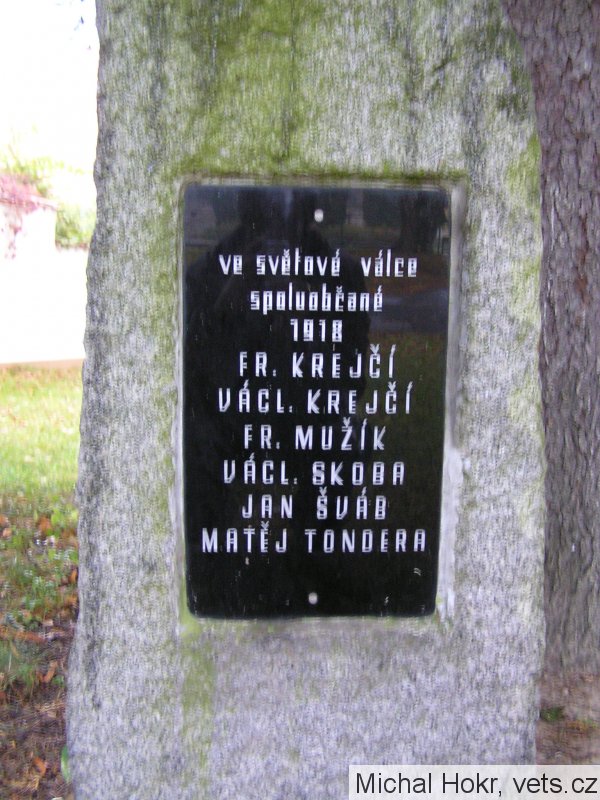 ve světové válce
spoluobčané
1918
FR. KREJČÍ
VÁCL. KREJČÍ
FR. MUŽÍK
VÁCL. SKOBA
JAN ŠVÁB
MATĚJ TONDERA
Michal Hokr, vets.cz